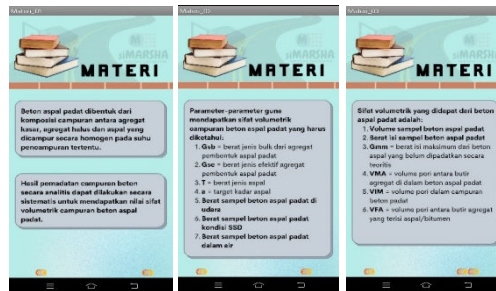 Materi_01
MATERI
Beton aspal padat dibentuk dari
komposisi campuran antara agregat
kasar, agregat halus dan aspal yang
dicampur secara homogen pada suhu
pencampuran tertentu.
Hasil pemadatan campuran beton
secara analitis dapat dilakukan secara
sistematis untuk mendapatkan nilai sifat
volumetrik campuran beton aspal
padat.
Materi_02
SIMARSHA
MATERI
Parameter-parameter guna
mendapatkan sifat volumetrik
campuran beton aspal padat yang harus
diketahui:
1. Gsb = berat jenis bulk dari agregat
pembentuk aspal padat
2. Gse = berat jenis efektif agregat
pembentuk aspal padat
3. T = berat jenis aspal
4. a = target kadar aspal
5. Berat sampel beton aspal padat di
udara
6. Berat sampel beton aspal padat
kondisi SSD
7. Berat sampel beton aspal padat
dalam air
Materi_03
SIMARSHA
MATERI
Sifat volumetrik yang didapat dari beton
aspal padat adalah:
1. Volume sampel beton aspal padat
2. Berat isi sampel beton aspal padat
3. Gmm = berat isi maksimum dari beton
aspal yang belum dipadatkan secara
teoritis
4. VMA = volume pori antara butir
agregat di dalam beton aspal padat
5. VIM = volume pori dalam campuran
beton padat
6. VFA = volume pori antara butir agregat
yang terisi aspal/bitumen